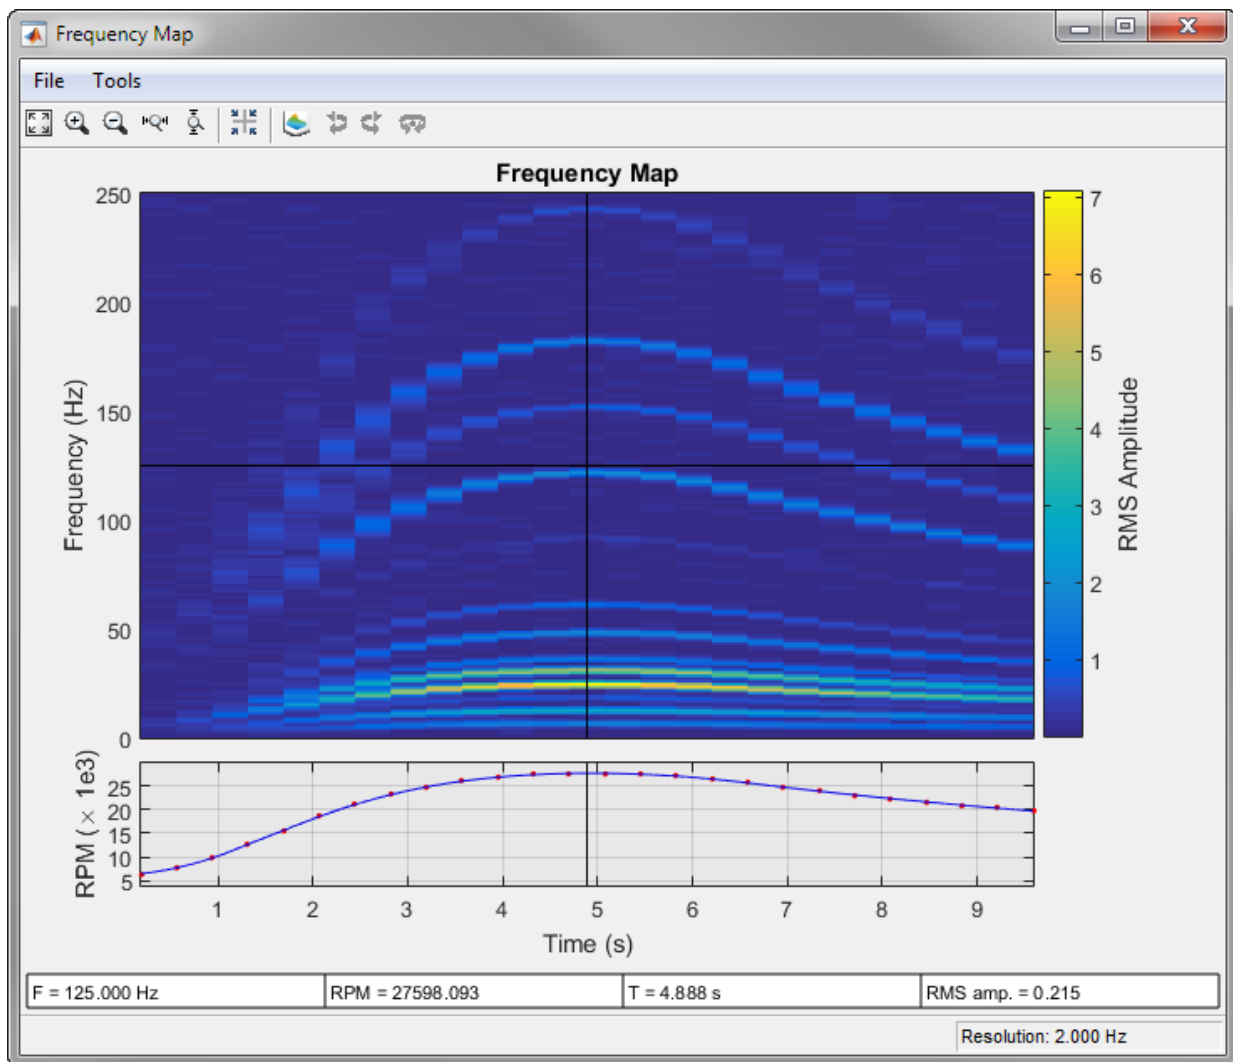 Frequency Map
File Tools
Frequency Map
250
200
150
100
50
0
Frequency (Hz)
7
6
5
4
3
2
1
RMS Amplitude
25
20
15
10
5
RPM (× 1e3)
1 2 3 4 5 6 7 8 9
Time (s)
F = 125.000 Hz RPM = 27598.093 T = 4.888 s RMS amp. = 0.215
Resolution: 2.000 Hz